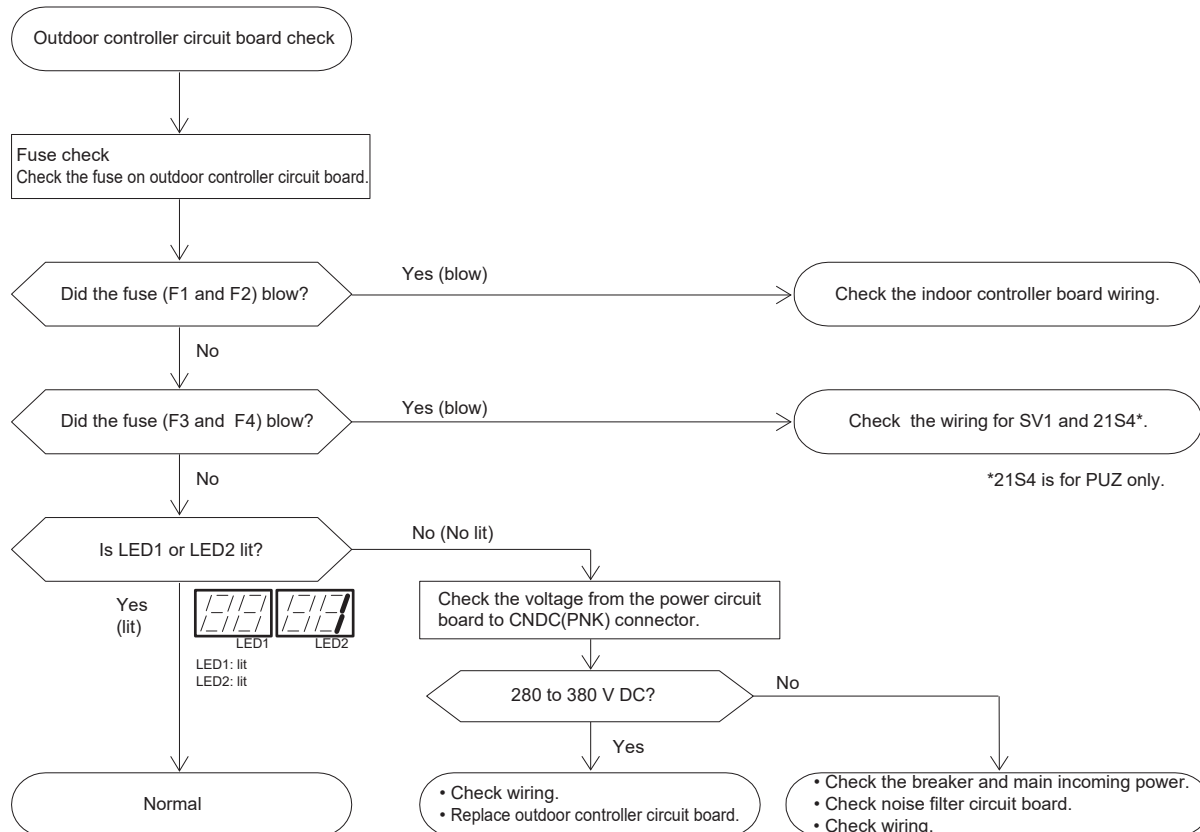 Outdoor controller circuit board check
Fuse check
Check the fuse on outdoor controller circuit board.
Did the fuse (F1 and F2) blow?
Yes (blow)
Check the indoor controller board wiring.
No
Did the fuse (F3 and  F4) blow?
Yes (blow)
Check  the wiring for SV1 and 21S4*.
*21S4 is for PUZ only.
No
Is LED1 or LED2 lit?
No (No lit)
Yes
(lit)
LED1
LED2
LED1: lit
LED2: lit
Check the voltage from the power circuit
board to CNDC(PNK) connector.
280 to 380 V DC?
No
Yes
Normal
• Check wiring.
• Replace outdoor controller circuit board.
• Check the breaker and main incoming power.
• Check noise filter circuit board.
• Check wiring.